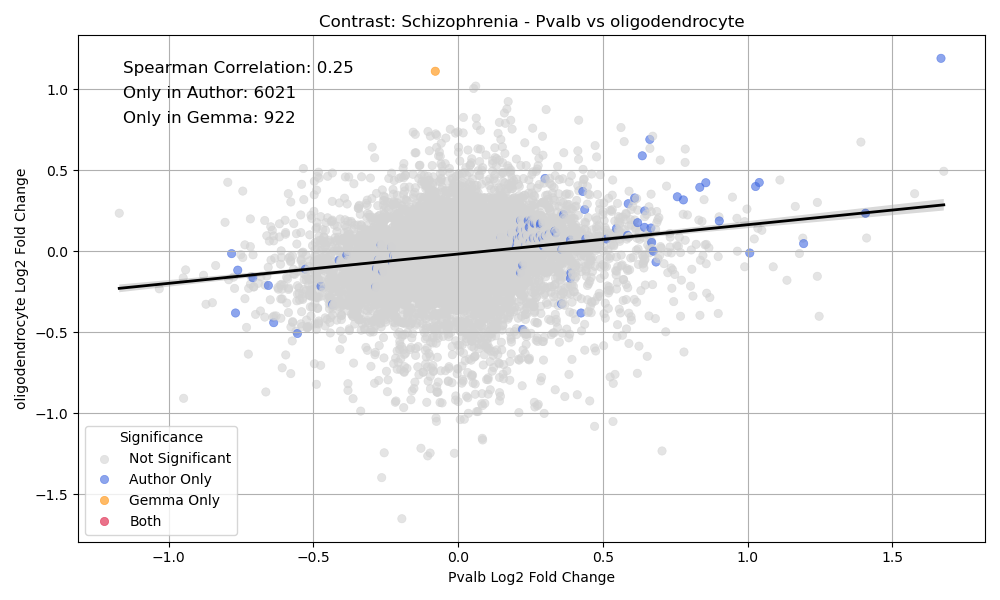 Contrast: Schizophrenia - Pvalb vs oligodendrocyte
Spearman Correlation: 0.25
Only in Author: 6021
Only in Gemma: 922
oligodendrocyte Log2 Fold Change
1.0
0.5
0.0
−0.5
−1.0
−1.5
Significance
Not Significant
Author Only
Gemma Only
Both
−1.0
−0.5
0.0
0.5
1.0
1.5
Pvalb Log2 Fold Change